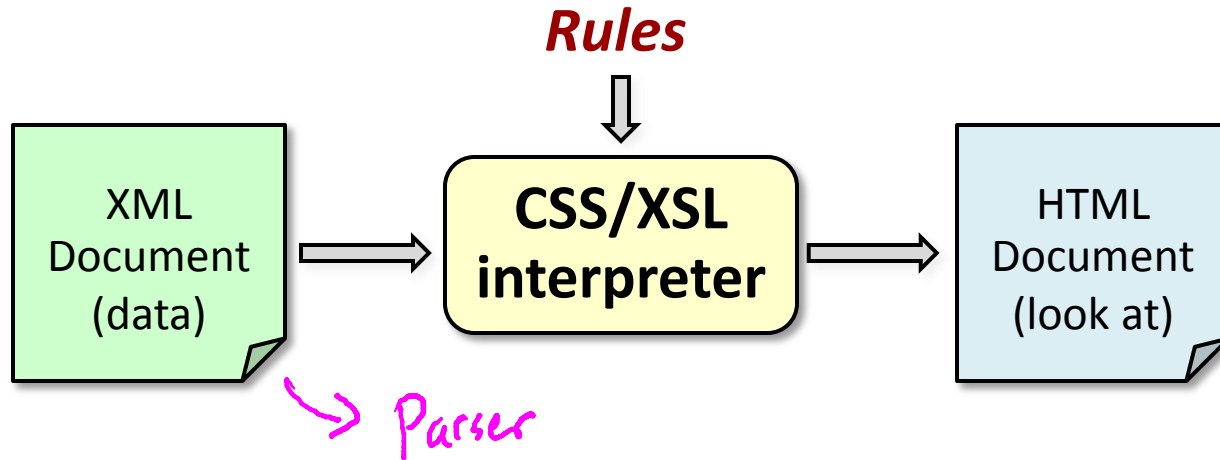 Rules
XML
Document
(data)
CSS/XSL
interpreter
HTML
Document
(look at)
Parser